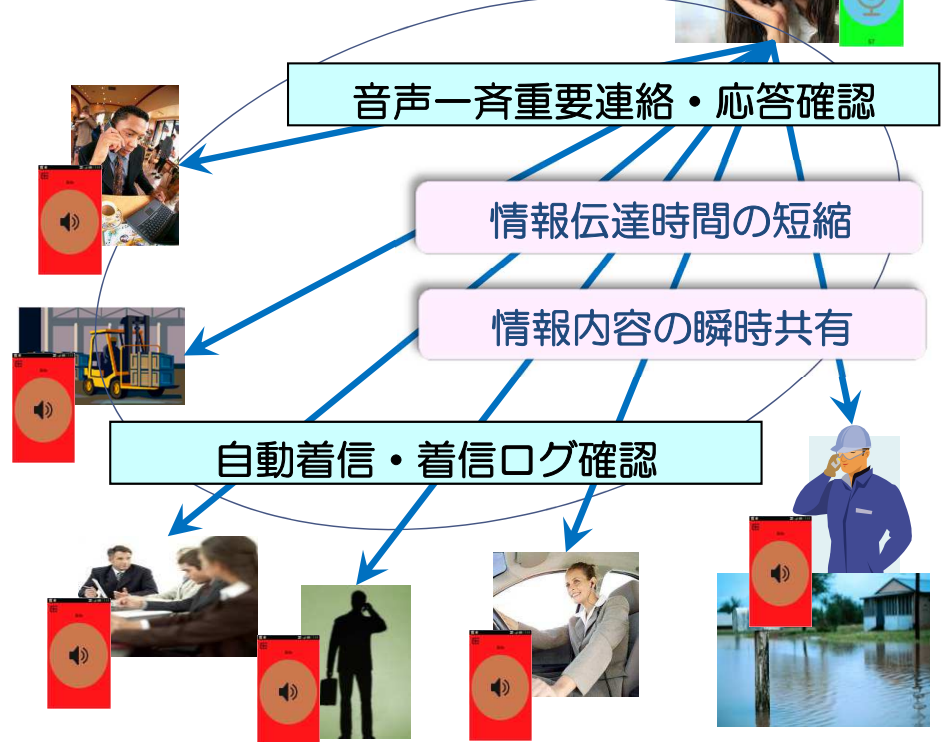 音声一斉重要連絡・応答確認
情報伝達時間の短縮
情報内容の瞬時共有
自動着信・着信ログ確認